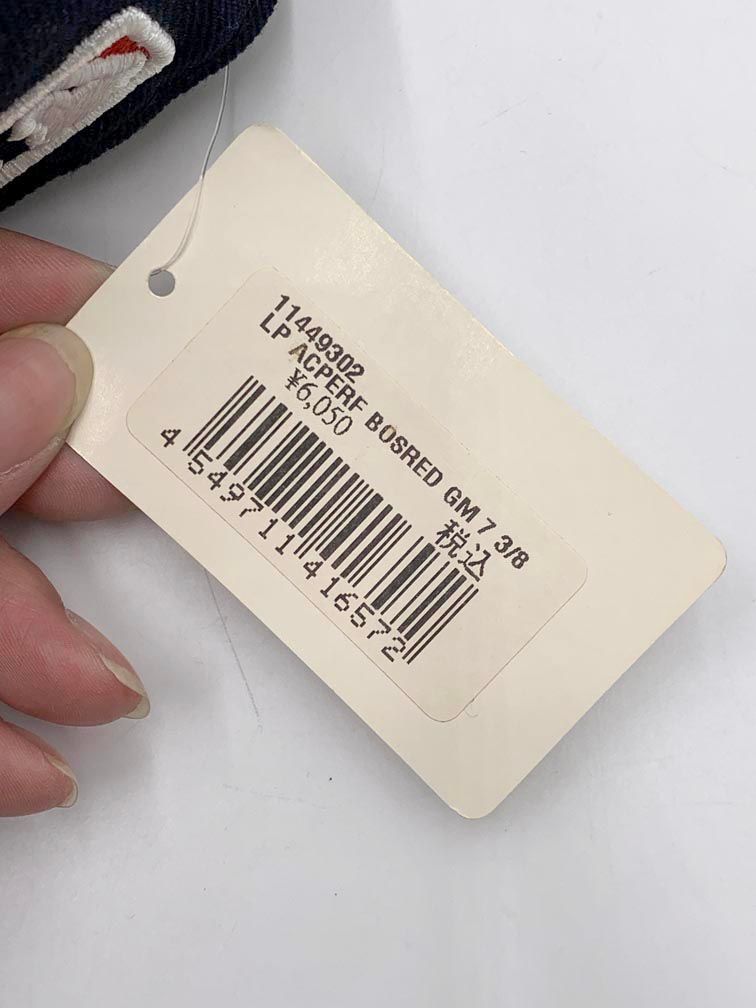 11449302
LP ACPERF BOSRED GM 7 3/8
¥6,050 税込
4 549711 416572